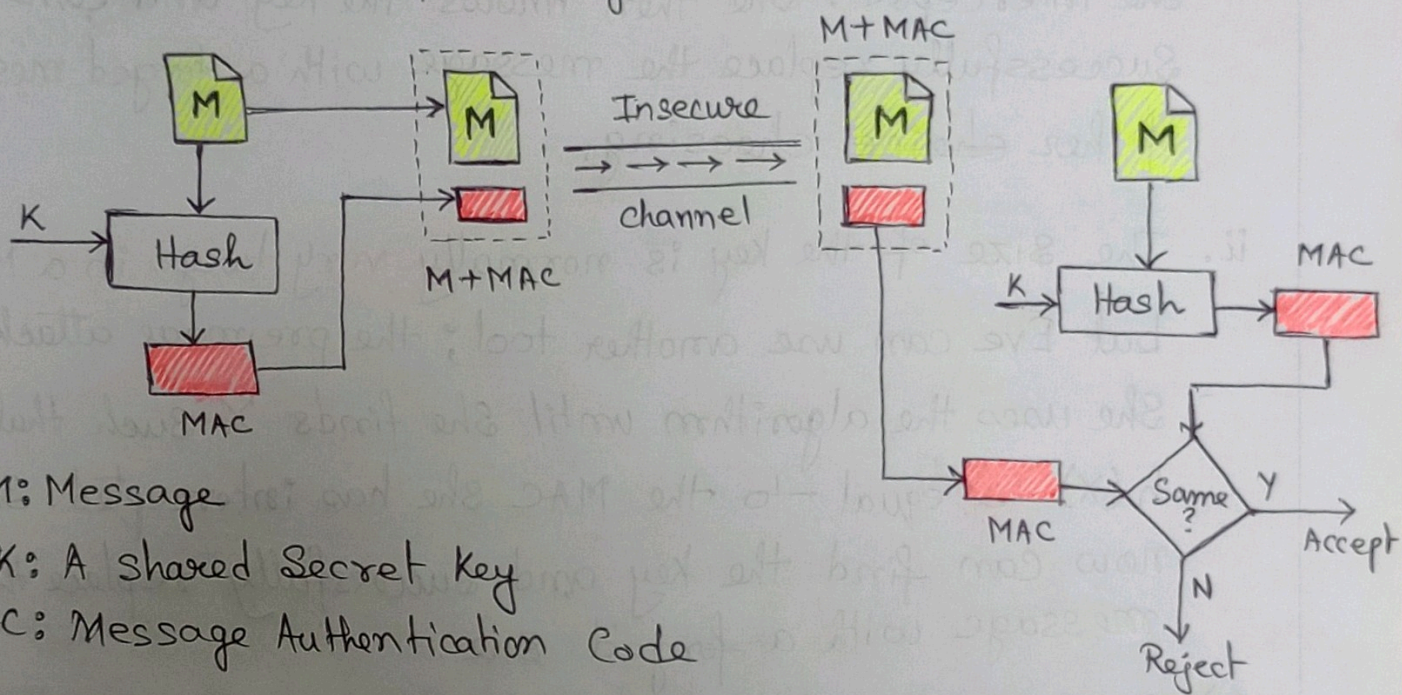 M+MAC
M
M
Insecure
M
M
K
Hash
channel
M+MAC
MAC
K
Hash
MAC
Same
?
Y
MAC
Accept
N
Reject
M: Message
K: A shared Secret Key
C: Message Authentication Code